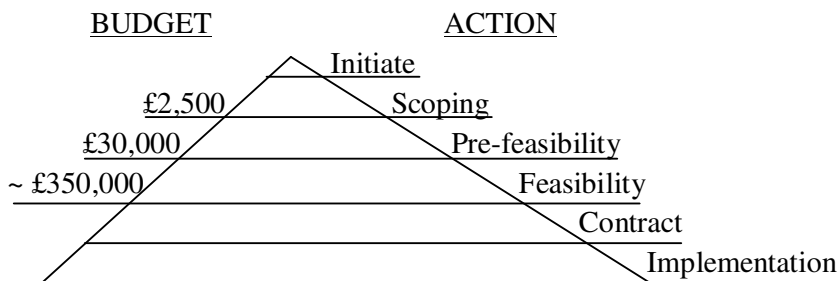 BUDGET ACTION
Initiate
£2,500 Scoping
£30,000 Pre-feasibility
~ £350,000 Feasibility
Contract
Implementation